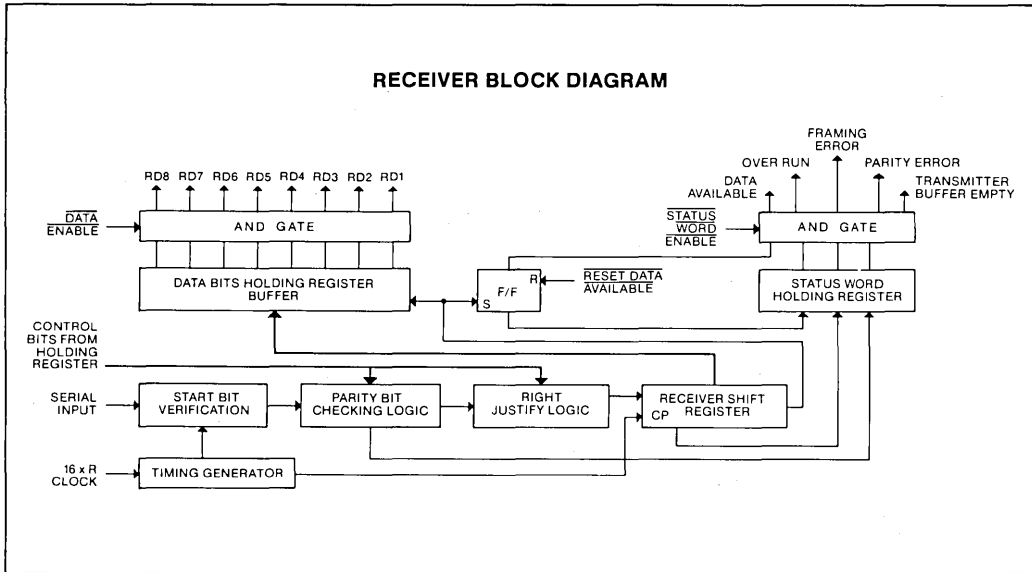 RECEIVER BLOCK DIAGRAM
FRAMING
ERROR
OVER RUN
PARITY ERROR
DATA
AVAILABLE
TRANSMITTER
BUFFER EMPTY
RD8 RD7 RD6 RD5 RD4 RD3 RD2 RD1
DATA
ENABLE
AND GATE
STATUS
WORD
ENABLE
AND GATE
DATA BITS HOLDING REGISTER
BUFFER
F/F
R
S
RESET DATA
AVAILABLE
STATUS WORD
HOLDING REGISTER
CONTROL
BITS FROM
HOLDING
REGISTER
SERIAL
INPUT
START BIT
VERIFICATION
PARITY BIT
CHECKING LOGIC
RIGHT
JUSTIFY LOGIC
RECEIVER SHIFT
REGISTER
CP
16 x R
CLOCK
TIMING GENERATOR